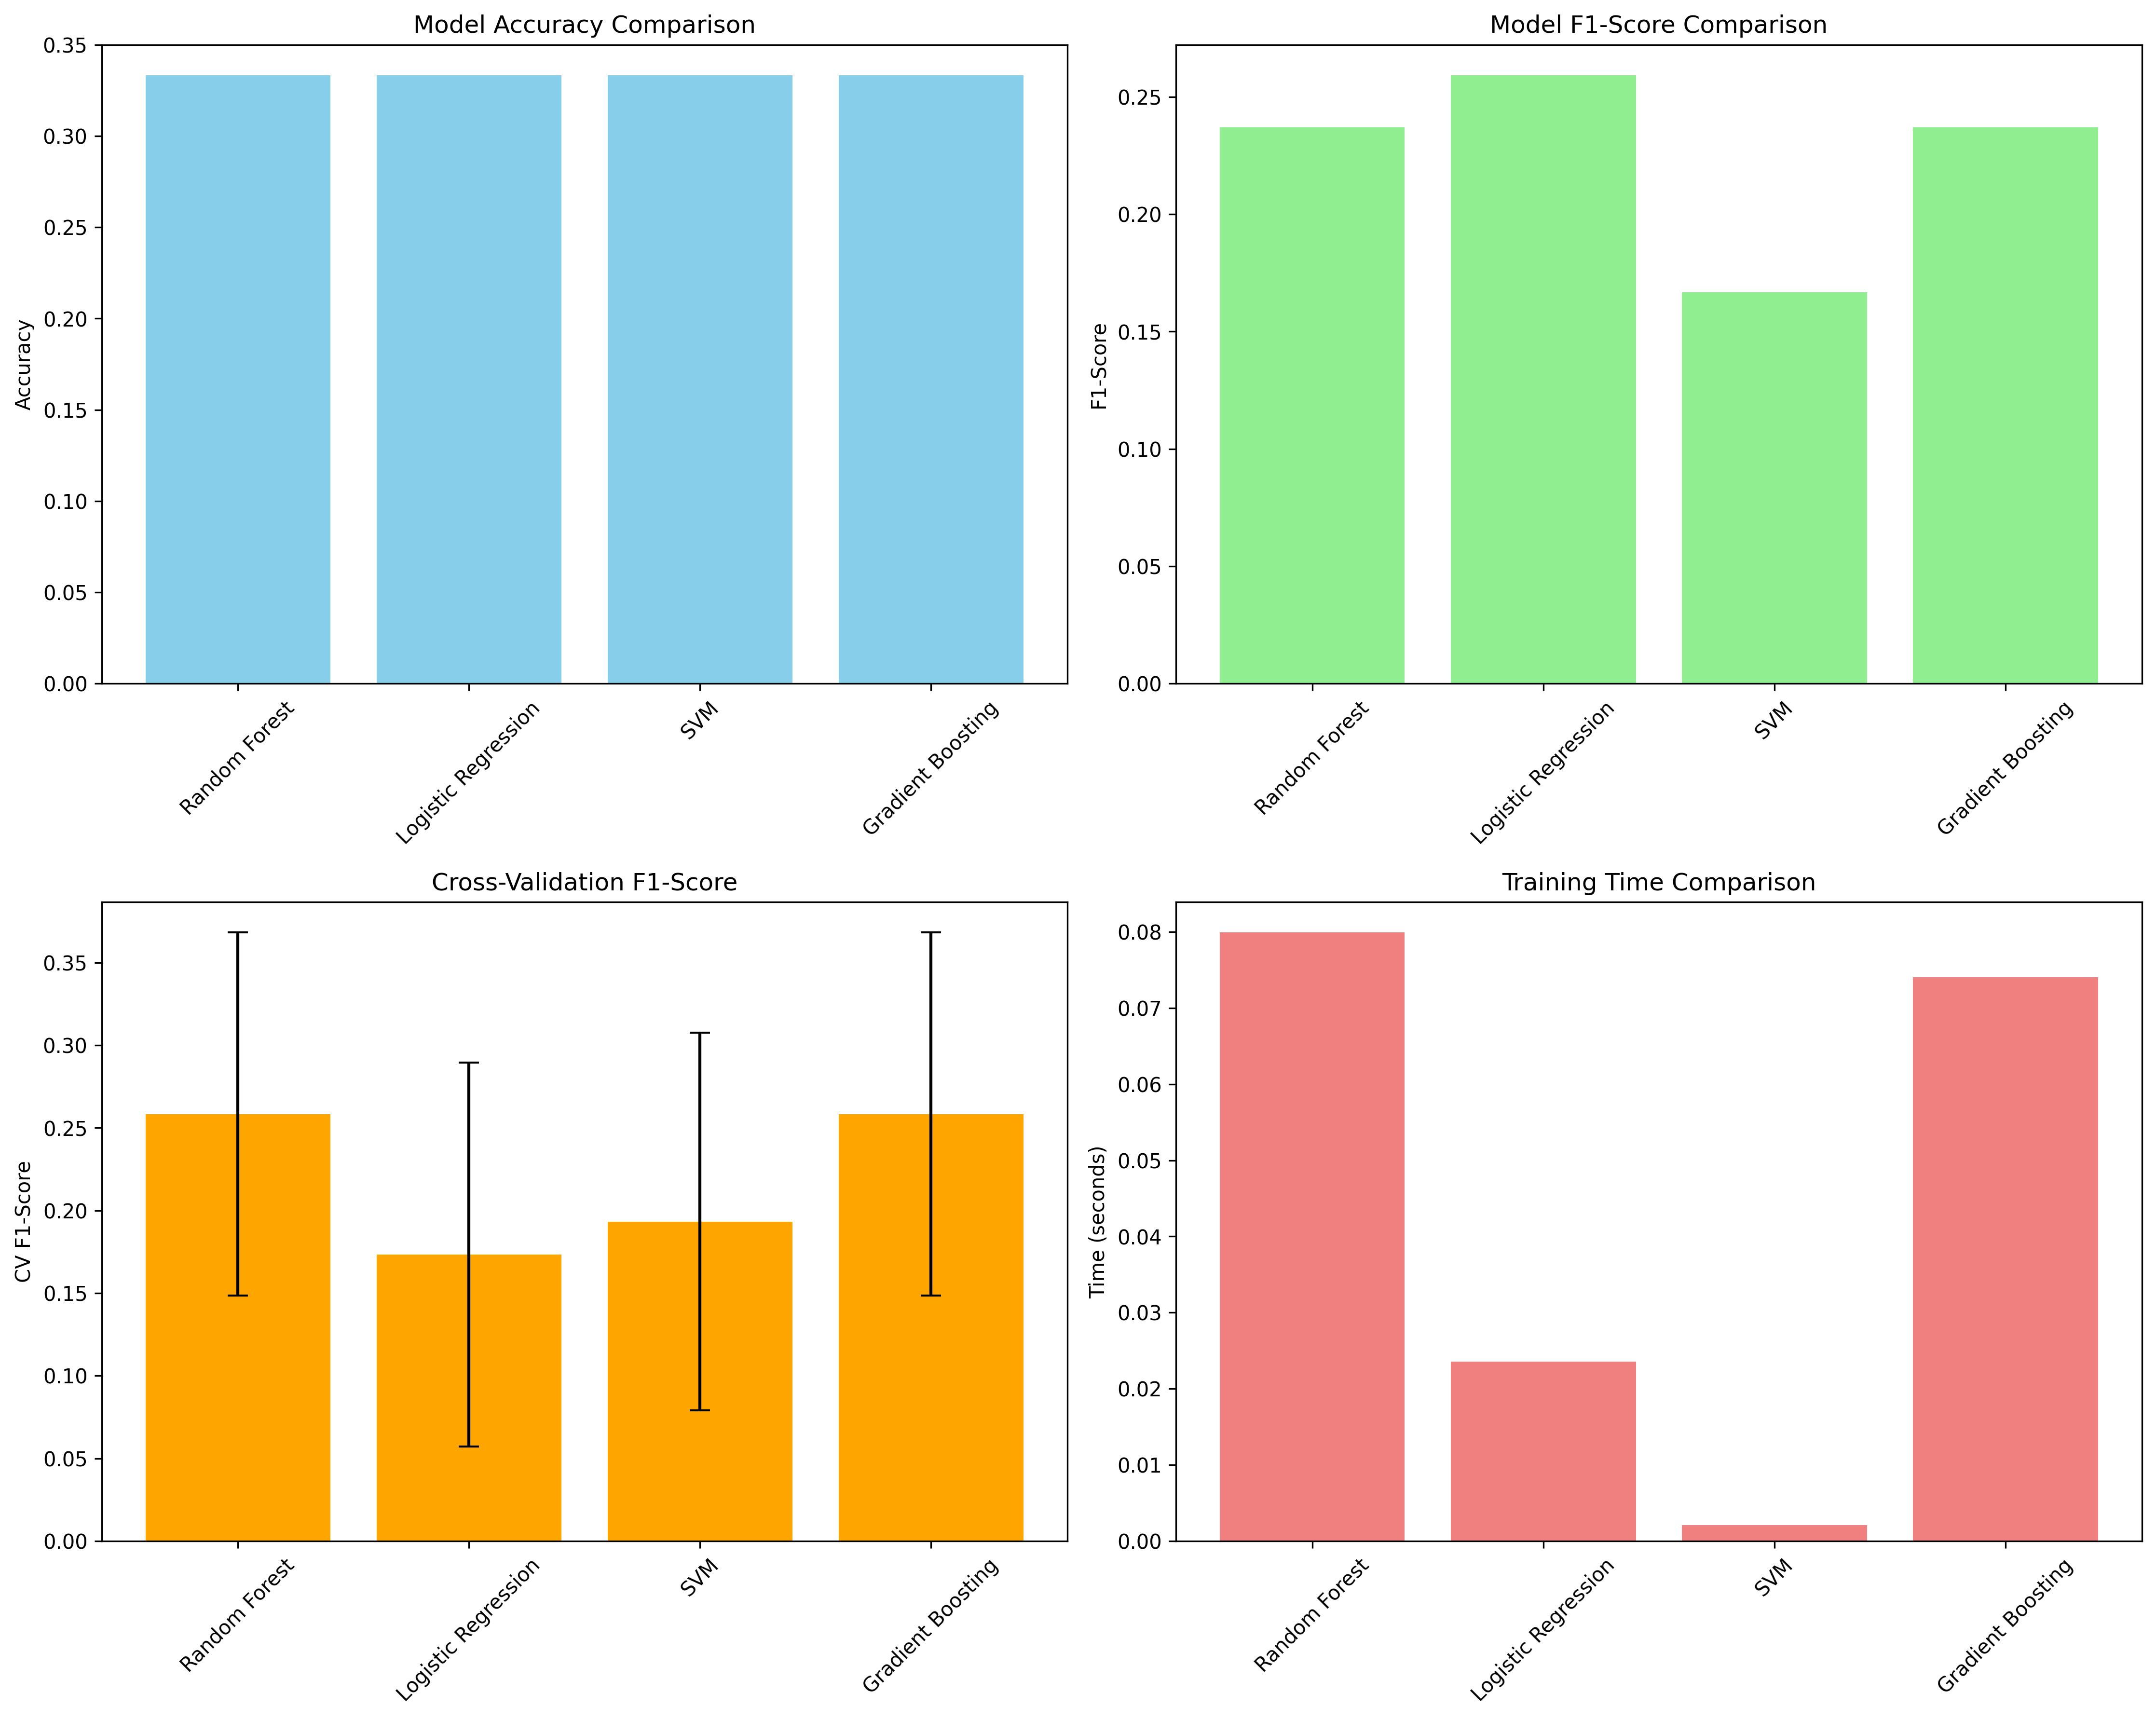 Model Accuracy Comparison
0.35
0.30
0.25
0.20
0.15
0.10
0.05
0.00
Accuracy
Random Forest
Logistic Regression
SVM
Gradient Boosting
Model F1-Score Comparison
0.25
0.20
0.15
0.10
0.05
0.00
F1-Score
Random Forest
Logistic Regression
SVM
Gradient Boosting
Cross-Validation F1-Score
0.35
0.30
0.25
0.20
0.15
0.10
0.05
0.00
CV F1-Score
Random Forest
Logistic Regression
SVM
Gradient Boosting
Training Time Comparison
0.08
0.07
0.06
0.05
0.04
0.03
0.02
0.01
0.00
Time (seconds)
Random Forest
Logistic Regression
SVM
Gradient Boosting